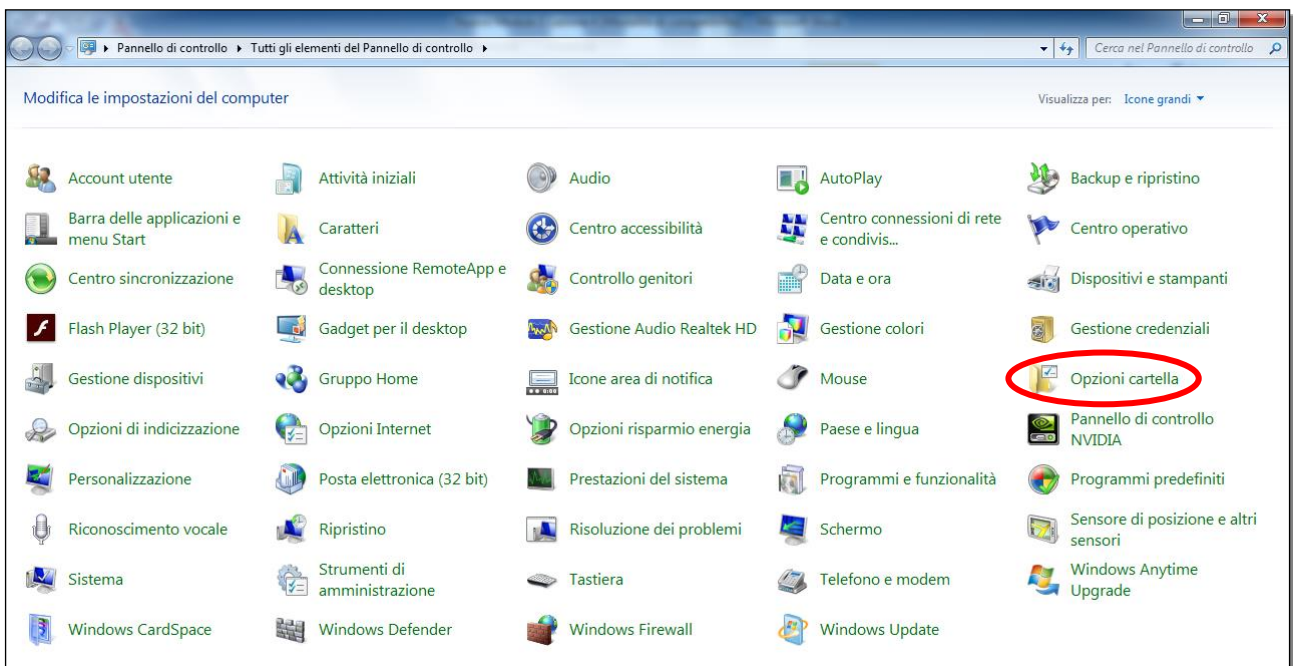 Pannello di controllo ▸ Tutti gli elementi del Pannello di controllo ▸
Cerca nel Pannello di controllo
Modifica le impostazioni del computer
Visualizza per: Icone grandi
Account utente
Attività iniziali
Audio
AutoPlay
Backup e ripristino
Barra delle applicazioni e
menu Start
Caratteri
Centro accessibilità
Centro connessioni di rete
e condivis...
Centro operativo
Centro sincronizzazione
Connessione RemoteApp e
desktop
Controllo genitori
Data e ora
Dispositivi e stampanti
Flash Player (32 bit)
Gadget per il desktop
Gestione Audio Realtek HD
Gestione colori
Gestione credenziali
Gestione dispositivi
Gruppo Home
Icone area di notifica
Mouse
Opzioni cartella
Opzioni di indicizzazione
Opzioni Internet
Opzioni risparmio energia
Paese e lingua
Pannello di controllo
NVIDIA
Personalizzazione
Posta elettronica (32 bit)
Prestazioni del sistema
Programmi e funzionalità
Programmi predefiniti
Riconoscimento vocale
Ripristino
Risoluzione dei problemi
Schermo
Sensore di posizione e altri
sensori
Sistema
Strumenti di
amministrazione
Tastiera
Telefono e modem
Windows Anytime
Upgrade
Windows CardSpace
Windows Defender
Windows Firewall
Windows Update